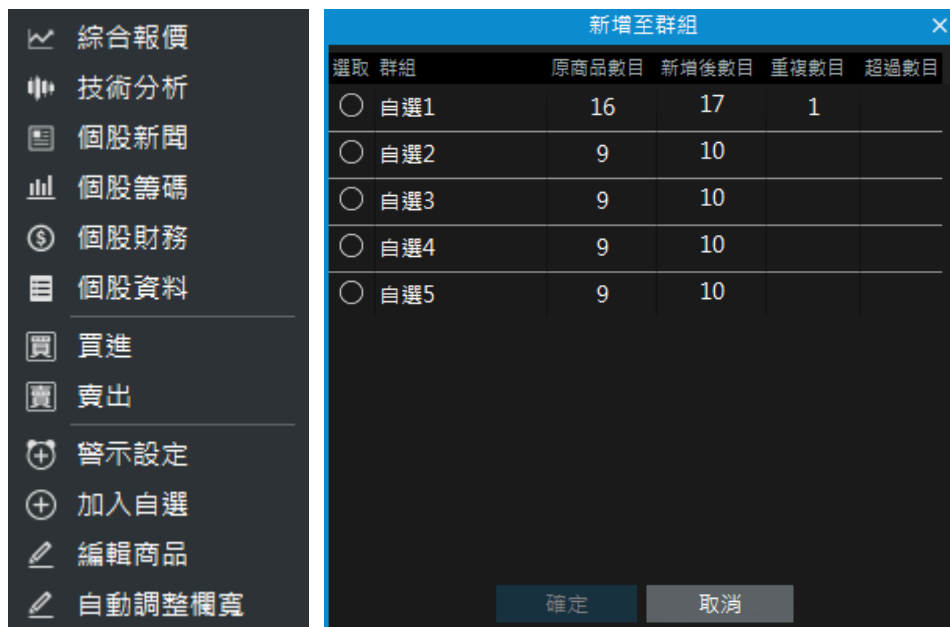 綜合報價
技術分析
個股新聞
個股籌碼
個股財務
個股資料
買 買進
賣 賣出
警示設定
加入自選
編輯商品
自動調整欄寬
新增至群組
選取 群組 原商品數目 新增後數目 重複數目 超過數目
自選1 16 17 1
自選2 9 10
自選3 9 10
自選4 9 10
自選5 9 10
確定 取消